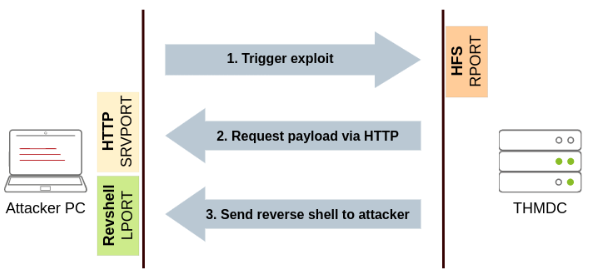 1. Trigger exploit
HFS
RPORT
HTTP
SRVPORT
2. Request payload via HTTP
Revshell
LPORT
3. Send reverse shell to attacker
Attacker PC
THMDC